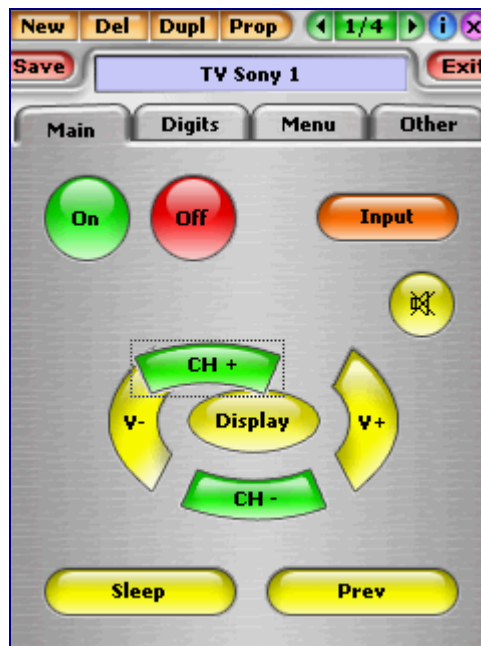 New Del Dupl Prop 1/4 i X
Save TV Sony 1 Exit
Main Digits Menu Other
On Off Input
CH +
V- Display V+
CH -
Sleep Prev